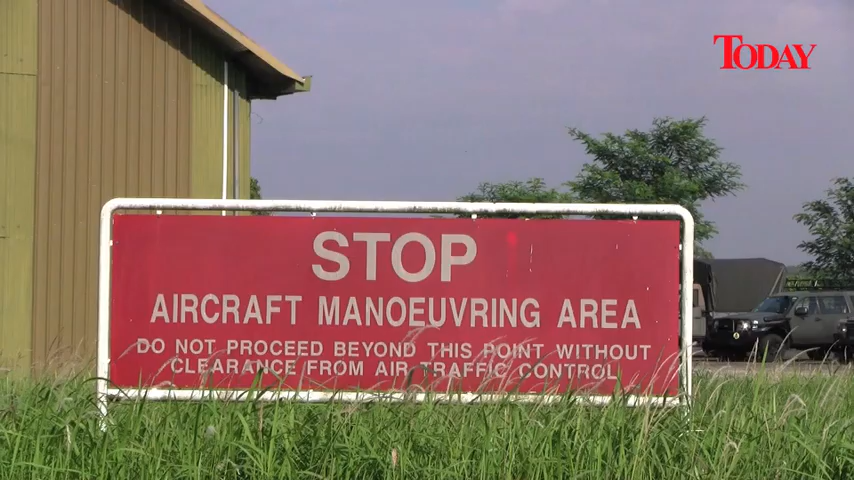 TODAY
STOP
AIRCRAFT MANOEUVRING AREA
DO NOT PROCEED BEYOND THIS POINT WITHOUT
CLEARANCE FROM AIR TRAFFIC CONTROL